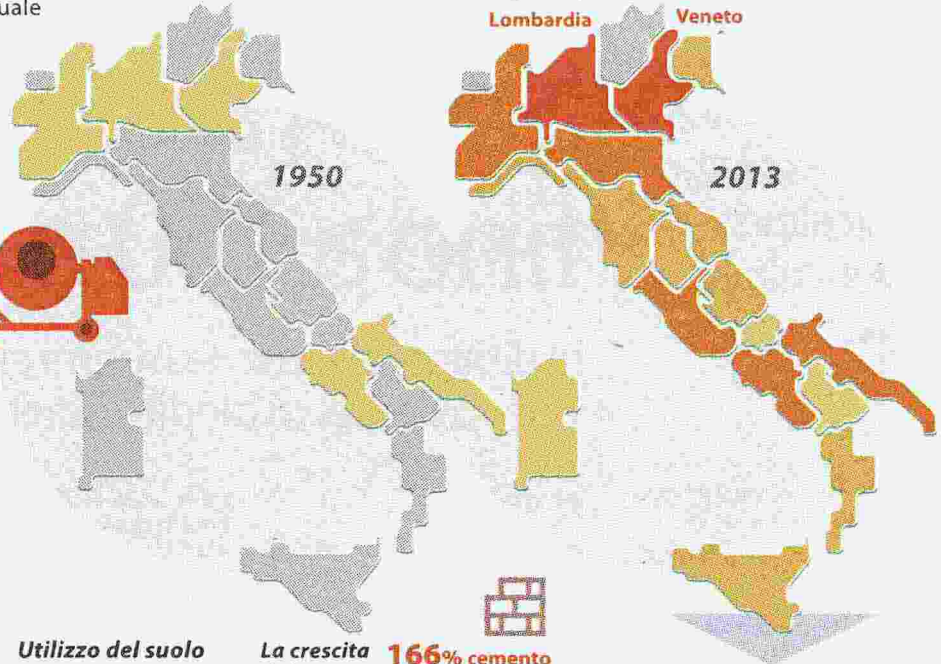 uale
Lombardia
Veneto
1950
2013
Utilizzo del suolo
La crescita
166% cemento